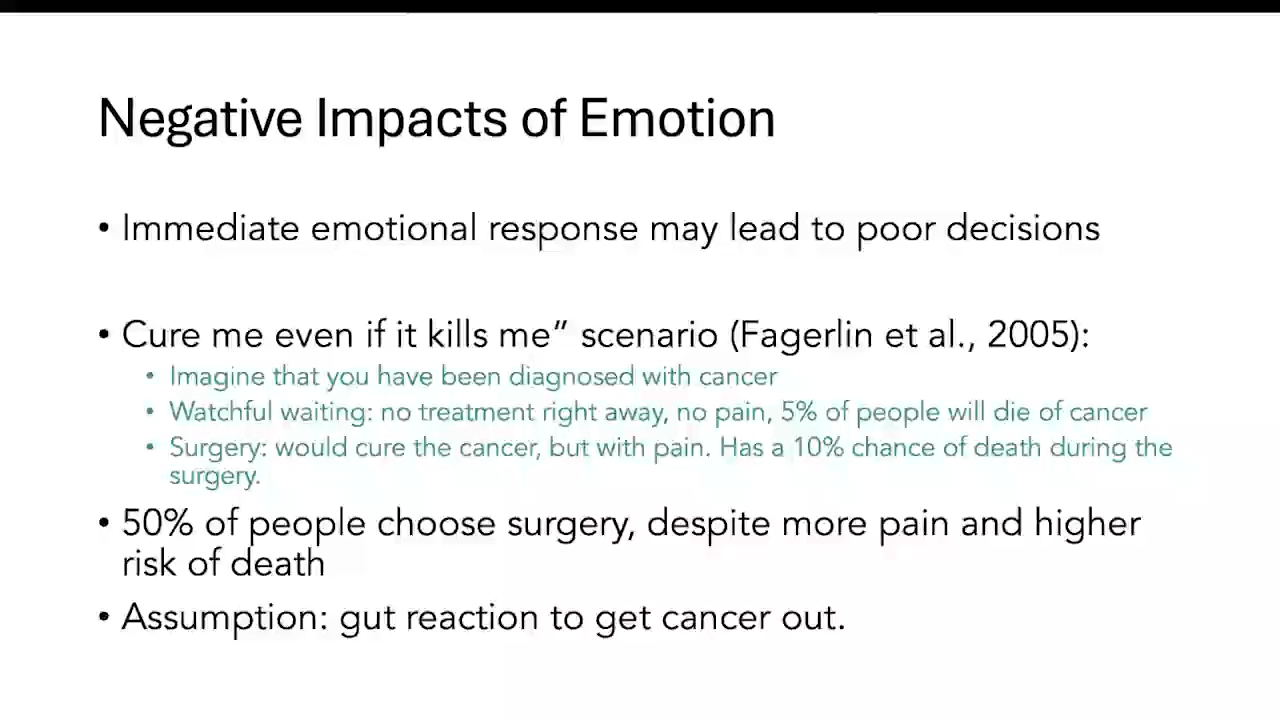 Negative Impacts of Emotion
• Immediate emotional response may lead to poor decisions
• Cure me even if it kills me” scenario (Fagerlin et al., 2005):
• Imagine that you have been diagnosed with cancer
• Watchful waiting: no treatment right away, no pain, 5% of people will die of cancer
• Surgery: would cure the cancer, but with pain. Has a 10% chance of death during the
surgery.
• 50% of people choose surgery, despite more pain and higher
risk of death
• Assumption: gut reaction to get cancer out.